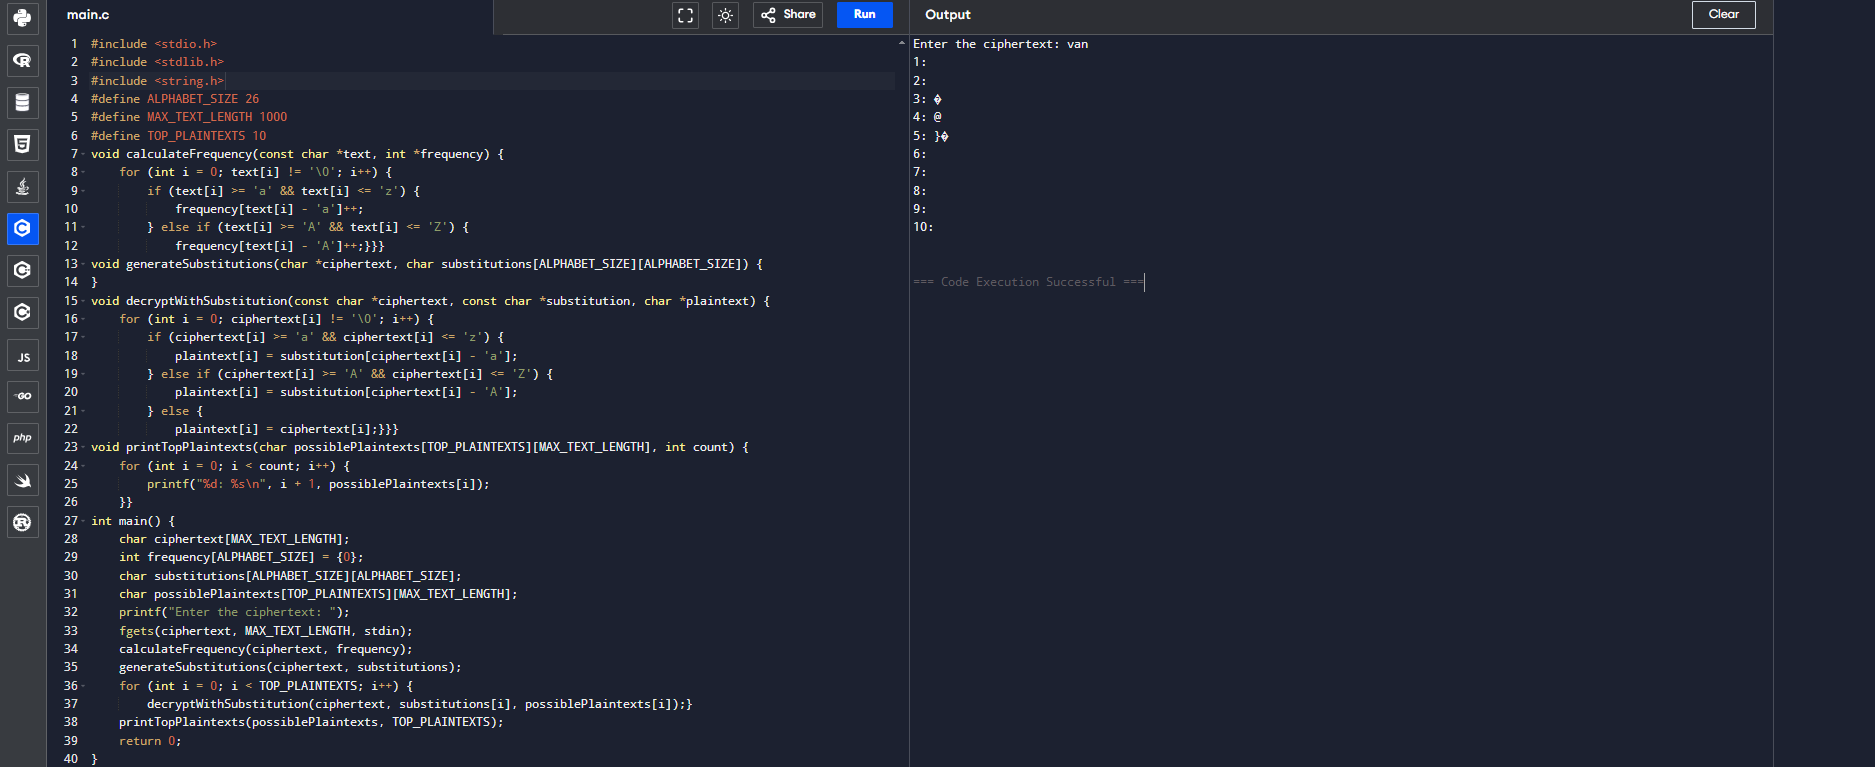 main.c
Share
Run
Output
Clear
1 #include <stdio.h>
2 #include <stdlib.h>
3 #include <string.h>
4 #define ALPHABET_SIZE 26
5 #define MAX_TEXT_LENGTH 1000
6 #define TOP_PLAINTEXTS 10
7 void calculateFrequency(const char *text, int *frequency) {
8     for (int i = 0; text[i] != '\0'; i++) {
9         if (text[i] >= 'a' && text[i] <= 'z') {
10             frequency[text[i] - 'a']++;
11         } else if (text[i] >= 'A' && text[i] <= 'Z') {
12             frequency[text[i] - 'A']++;}}}
13 void generateSubstitutions(char *ciphertext, char substitutions[ALPHABET_SIZE][ALPHABET_SIZE]) {
14 }
15 void decryptWithSubstitution(const char *ciphertext, const char *substitution, char *plaintext) {
16     for (int i = 0; ciphertext[i] != '\0'; i++) {
17         if (ciphertext[i] >= 'a' && ciphertext[i] <= 'z') {
18             plaintext[i] = substitution[ciphertext[i] - 'a'];
19         } else if (ciphertext[i] >= 'A' && ciphertext[i] <= 'Z') {
20             plaintext[i] = substitution[ciphertext[i] - 'A'];
21         } else {
22             plaintext[i] = ciphertext[i];}}}
23 void printTopPlaintexts(char possiblePlaintexts[TOP_PLAINTEXTS][MAX_TEXT_LENGTH], int count) {
24     for (int i = 0; i < count; i++) {
25         printf("%d: %s\n", i + 1, possiblePlaintexts[i]);
26     }}
27 int main() {
28     char ciphertext[MAX_TEXT_LENGTH];
29     int frequency[ALPHABET_SIZE] = {0};
30     char substitutions[ALPHABET_SIZE][ALPHABET_SIZE];
31     char possiblePlaintexts[TOP_PLAINTEXTS][MAX_TEXT_LENGTH];
32     printf("Enter the ciphertext: ");
33     fgets(ciphertext, MAX_TEXT_LENGTH, stdin);
34     calculateFrequency(ciphertext, frequency);
35     generateSubstitutions(ciphertext, substitutions);
36     for (int i = 0; i < TOP_PLAINTEXTS; i++) {
37         decryptWithSubstitution(ciphertext, substitutions[i], possiblePlaintexts[i]);}
38     printTopPlaintexts(possiblePlaintexts, TOP_PLAINTEXTS);
39     return 0;
40 }
Enter the ciphertext: van
1:
2:
3: �
4: @
5: }�
6:
7:
8:
9:
10:
=== Code Execution Successful ===
JS
GO
php